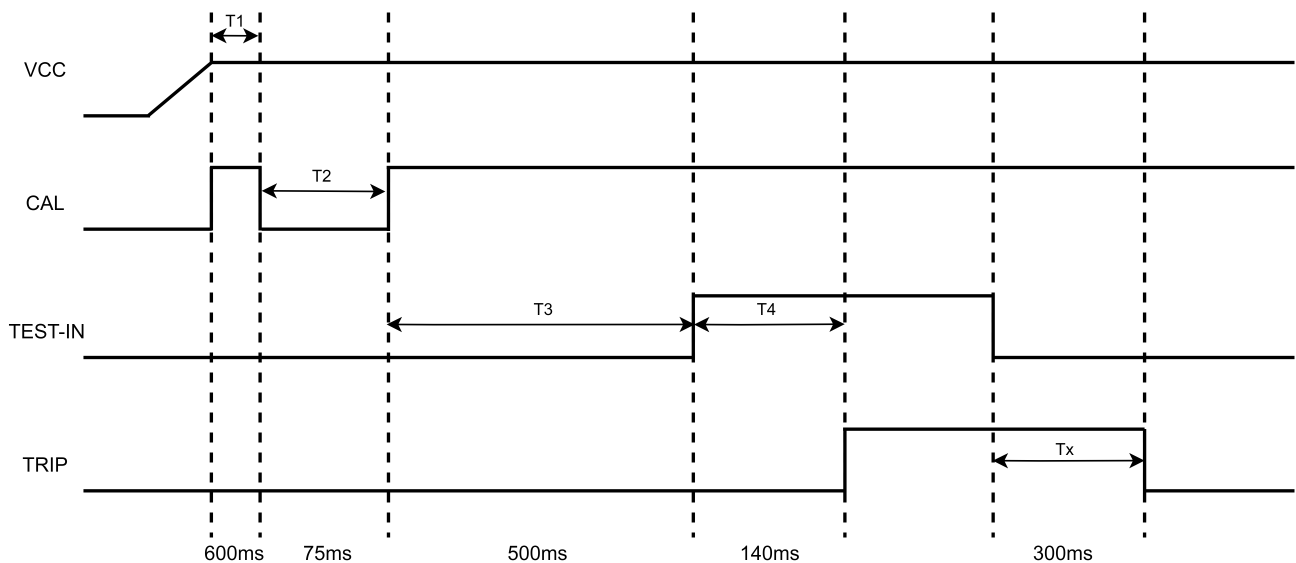 T1
VCC
T2
CAL
T3
T4
TEST-IN
Tx
TRIP
600ms
75ms
500ms
140ms
300ms